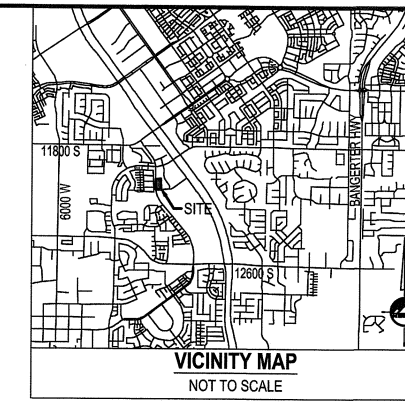 11800 S
6000 W
SITE
BANGERTER HWY
12600 S
VICINITY MAP
NOT TO SCALE